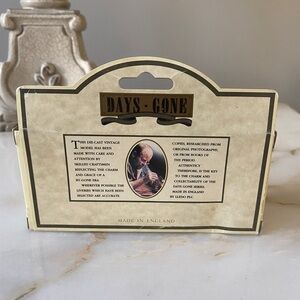 DAYS · GONE
THIS DIE-CAST VINTAGE
MODEL HAS BEEN
MADE WITH CARE AND
ATTENTION BY
SKILLED CRAFTSMEN
REFLECTING THE CHARM
AND GRACE OF A
BY-GONE ERA.
WHEREVER POSSIBLE THE
LIVERIES WHICH HAVE BEEN
SELECTED ARE ACCURATE
COPIES, RESEARCHED FROM
ORIGINAL PHOTOGRAPHS,
OR FROM BOOKS OF
THE PERIOD.
AUTHENTICITY
THEREFORE, IS THE KEY
TO THE CHARM AND
COLLECTABILITY OF THE
DAYS GONE SERIES.
MADE IN ENGLAND
BY LLEDO PLC
MADE IN ENGLAND